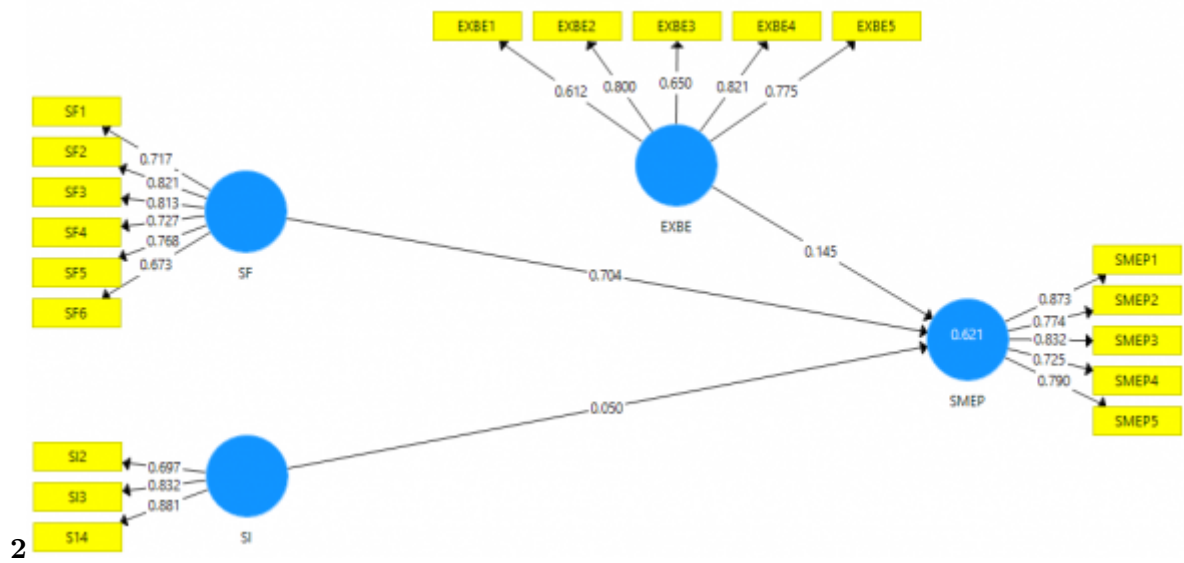 EXBE1 EXBE2 EXBE3 EXBE4 EXBE5
0.612 0.800 0.650 0.821 0.775
EXBE
SF1
SF2
SF3
SF4
SF5
SF6
0.717
0.821
0.813
0.727
0.768
0.673
SF
0.704
0.145
SMEP1
SMEP2
SMEP3
SMEP4
SMEP5
0.873
0.774
0.832
0.725
0.790
0.621
SMEP
0.050
SI2
SI3
S14
0.697
0.832
0.881
SI
2